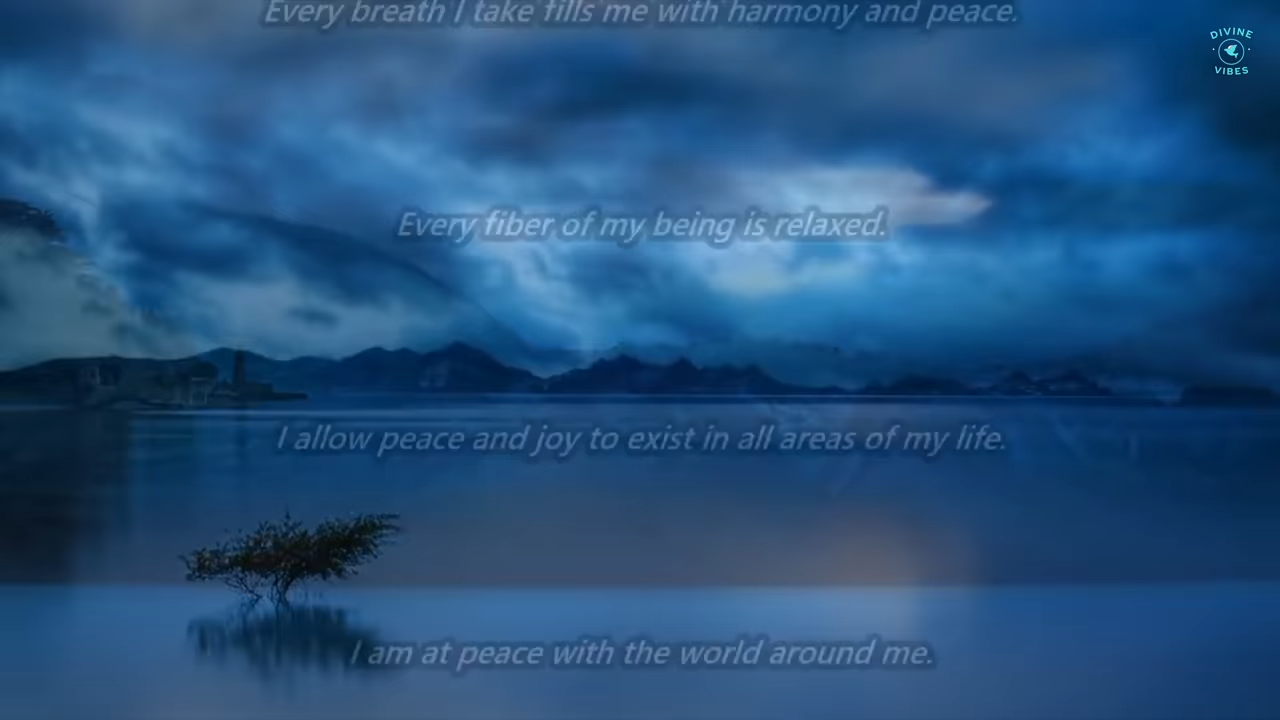 Every breath I take fills me with harmony and peace.
DIVINE
VIBES
Every fiber of my being is relaxed.
I allow peace and joy to exist in all areas of my life.
I am at peace with the world around me.